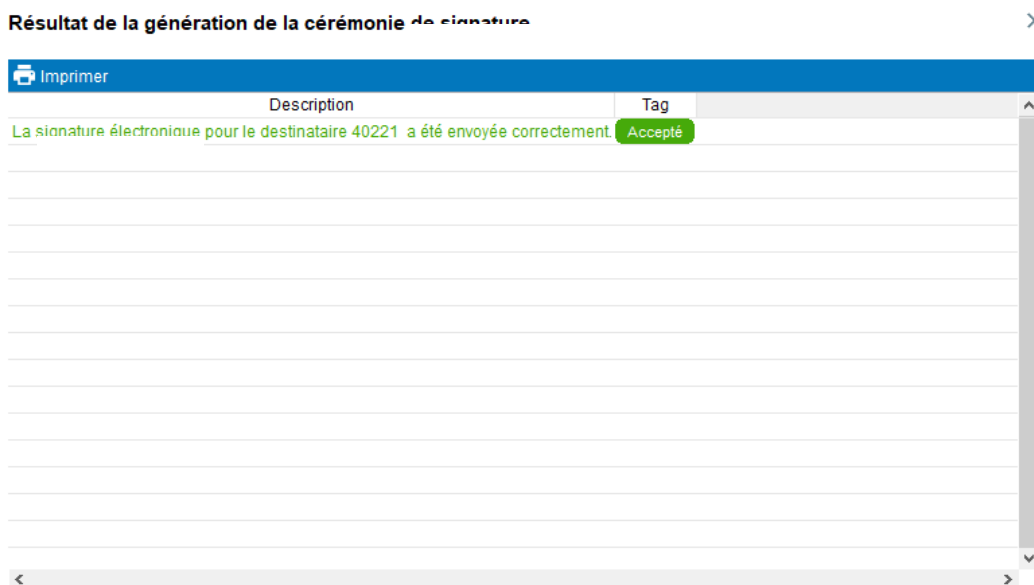 Résultat de la génération de la cérémonie de signature
Imprimer
Description Tag
La signature électronique pour le destinataire 40221 a été envoyée correctement. Accepté